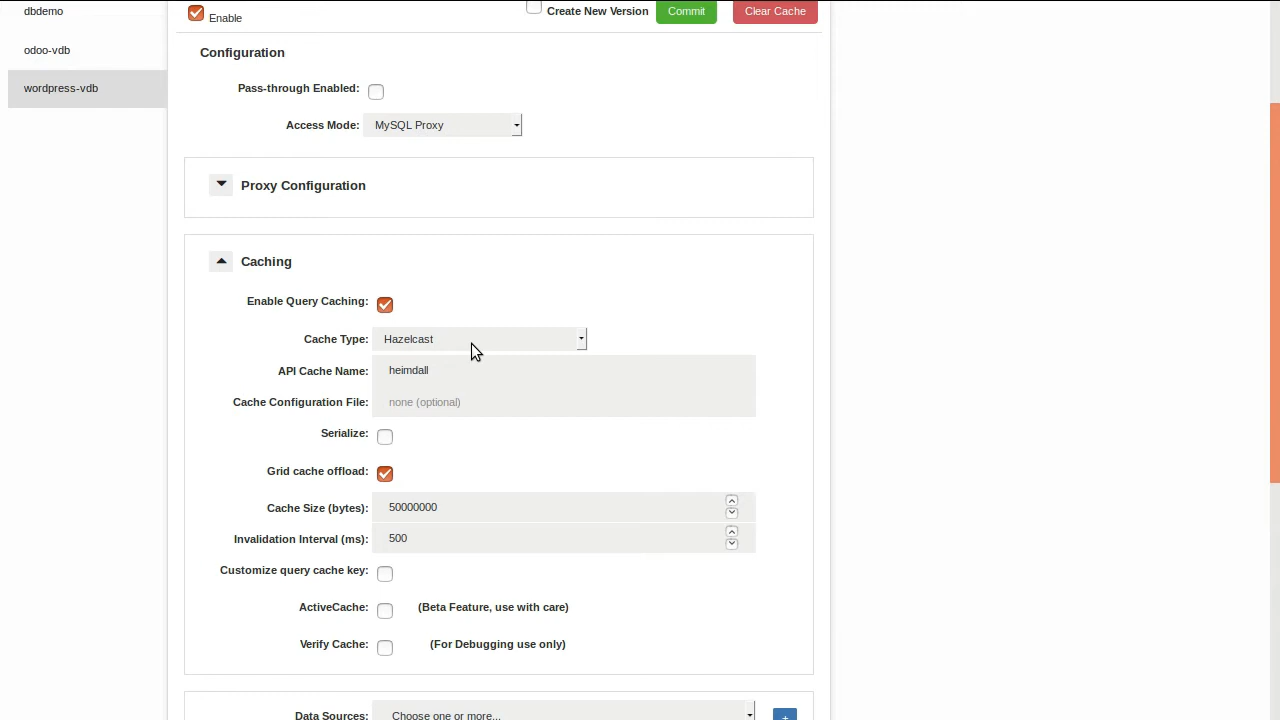 dbdemo
Enable
Create New Version
Commit
Clear Cache
odoo-vdb
wordpress-vdb
Configuration
Pass-through Enabled:
Access Mode: MySQL Proxy
Proxy Configuration
Caching
Enable Query Caching:
Cache Type: Hazelcast
API Cache Name: heimdall
Cache Configuration File: none (optional)
Serialize:
Grid cache offload:
Cache Size (bytes): 50000000
Invalidation Interval (ms): 500
Customize query cache key:
ActiveCache: (Beta Feature, use with care)
Verify Cache: (For Debugging use only)
Data Sources: Choose one or more... +